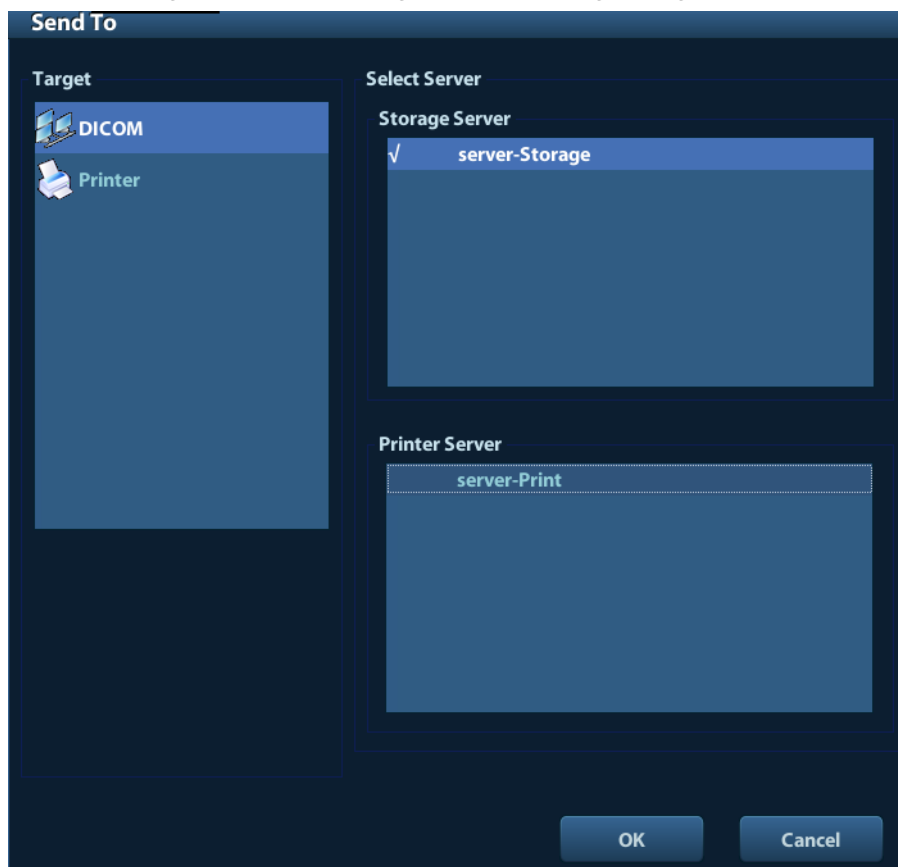 Send To
Target
DICOM
Printer
Select Server
Storage Server
√ server-Storage
Printer Server
server-Print
OK
Cancel